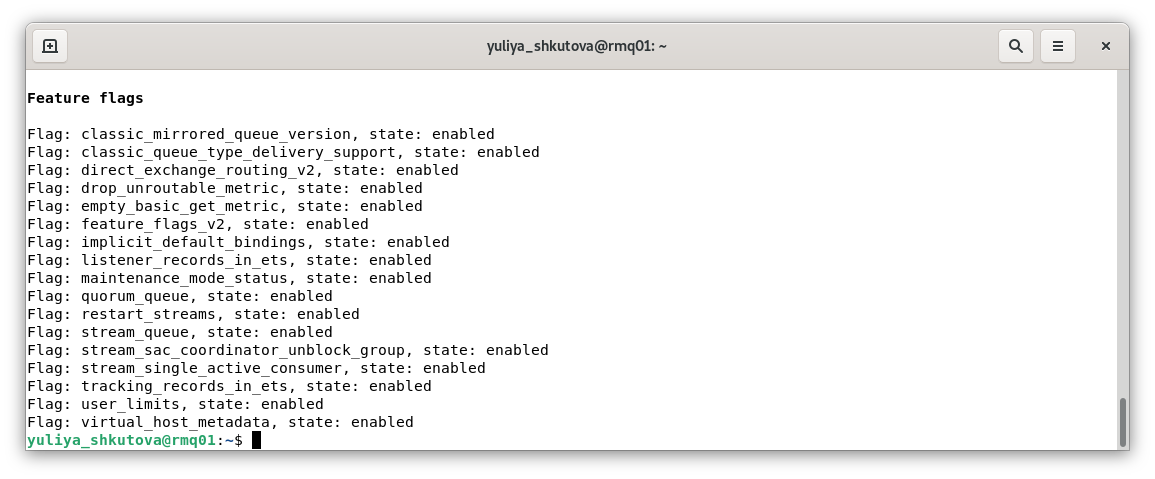 yuliya_shkutova@rmq01: ~
Feature flags
Flag: classic_mirrored_queue_version, state: enabled
Flag: classic_queue_type_delivery_support, state: enabled
Flag: direct_exchange_routing_v2, state: enabled
Flag: drop_unroutable_metric, state: enabled
Flag: empty_basic_get_metric, state: enabled
Flag: feature_flags_v2, state: enabled
Flag: implicit_default_bindings, state: enabled
Flag: listener_records_in_ets, state: enabled
Flag: maintenance_mode_status, state: enabled
Flag: quorum_queue, state: enabled
Flag: restart_streams, state: enabled
Flag: stream_queue, state: enabled
Flag: stream_sac_coordinator_unblock_group, state: enabled
Flag: stream_single_active_consumer, state: enabled
Flag: tracking_records_in_ets, state: enabled
Flag: user_limits, state: enabled
Flag: virtual_host_metadata, state: enabled
yuliya_shkutova@rmq01:~$